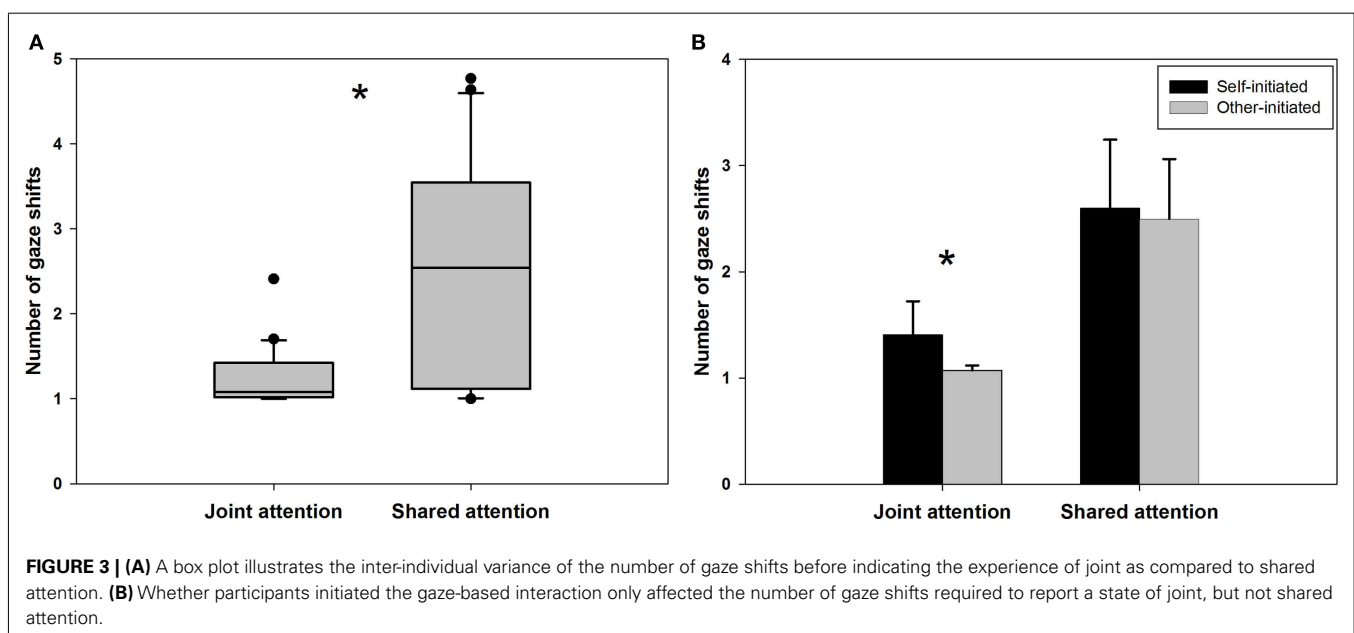 A
5
4
3
2
1
0
Number of gaze shifts
*
Joint attention Shared attention
B
4
3
2
1
0
Number of gaze shifts
Self-initiated
Other-initiated
*
Joint attention Shared attention
FIGURE 3 | (A) A box plot illustrates the inter-individual variance of the number of gaze shifts before indicating the experience of joint as compared to shared
attention. (B) Whether participants initiated the gaze-based interaction only affected the number of gaze shifts required to report a state of joint, but not shared
attention.